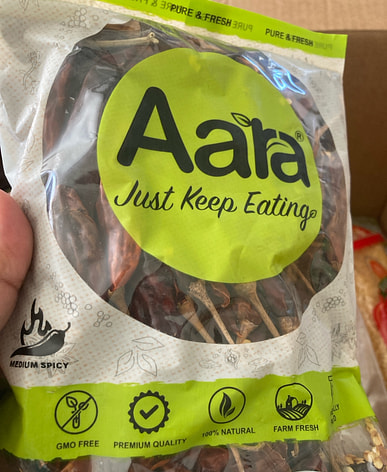 PURE & FRESH
PURE & FRESH
Aara®
Just Keep Eating
MEDIUM SPICY
GMO FREE
PREMIUM QUALITY
100% NATURAL
FARM FRESH